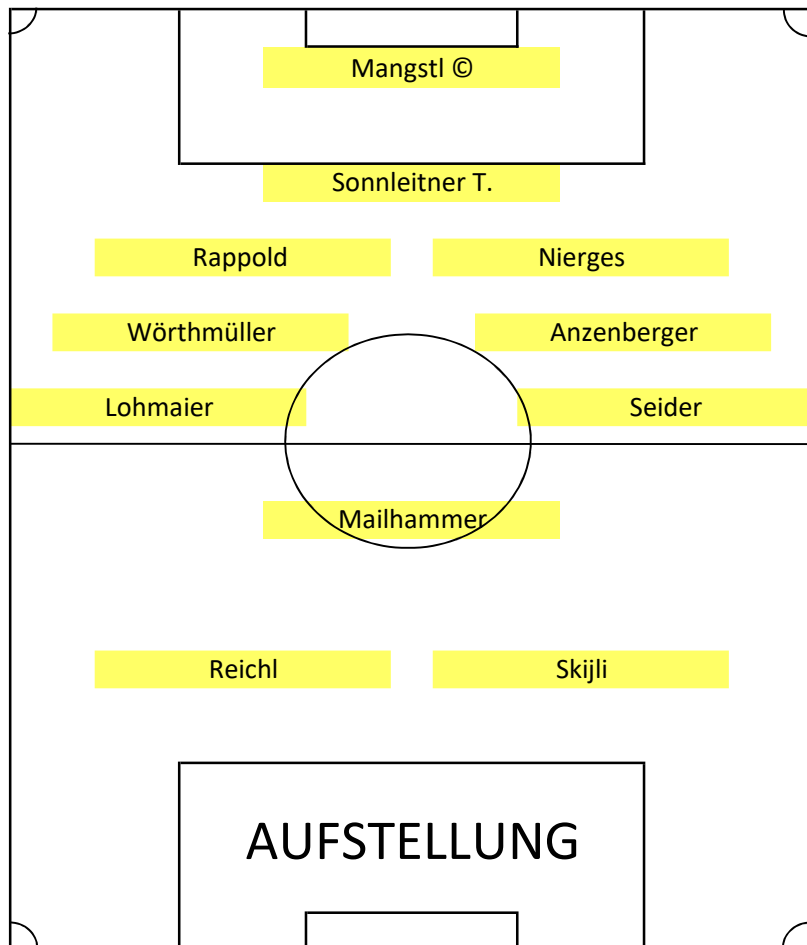 Mangstl ©
Sonnleitner T.
Rappold
Nierges
Wörthmüller
Anzenberger
Lohmaier
Seider
Mailhammer
Reichl
Skijli
AUFSTELLUNG